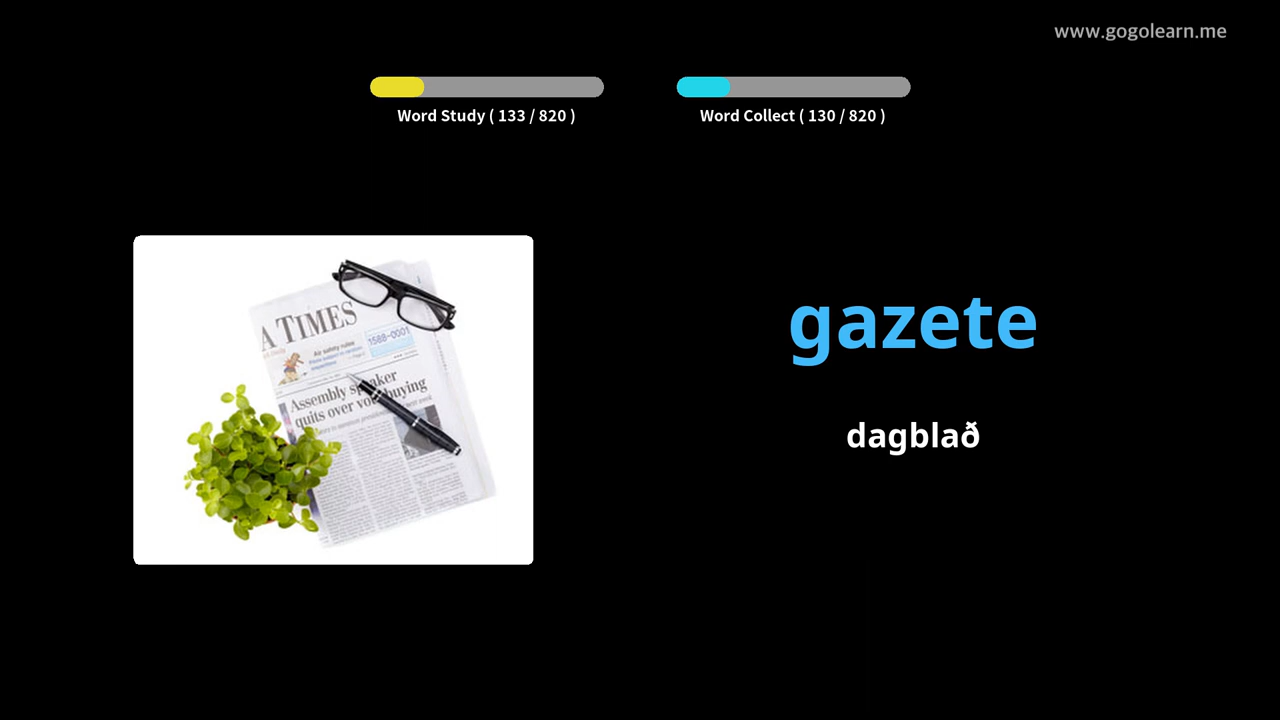 www.gogolearn.me
Word Study ( 133 / 820 )
Word Collect ( 130 / 820 )
A TIMES
Air safety rules
1588-0001
Assembly speaker
quits over vote buying
gazete
dagblað